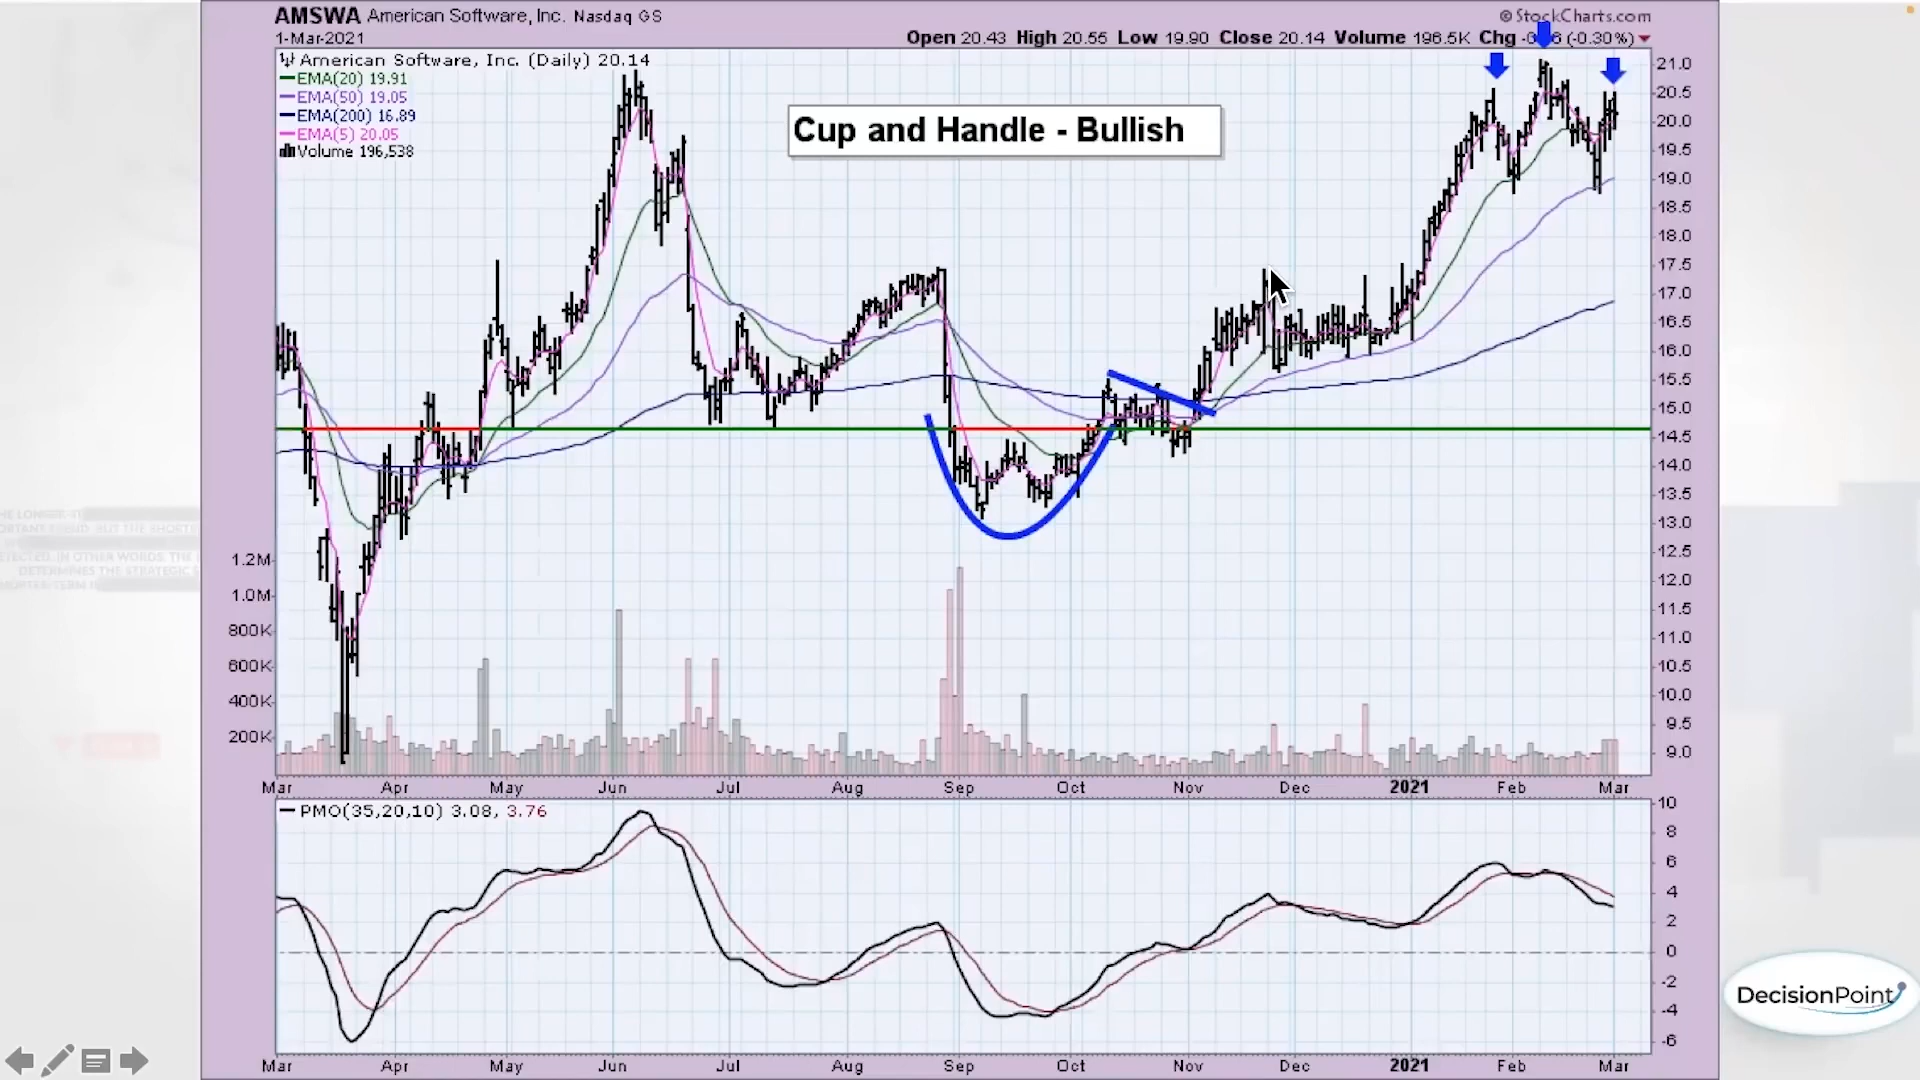 AMSWA American Software, Inc. Nasdaq GS
© StockCharts.com
1-Mar-2021
Open 20.43 High 20.55 Low 19.90 Close 20.14 Volume 196.5K Chg (-0.30%)
American Software, Inc. (Daily) 20.14
EMA(20) 19.91
EMA(50) 19.05
EMA(200) 16.89
EMA(5) 20.05
Volume 196,538
Cup and Handle - Bullish
21.0
20.5
20.0
19.5
19.0
18.5
18.0
17.5
17.0
16.5
16.0
15.5
15.0
14.5
14.0
13.5
13.0
12.5
12.0
11.5
11.0
10.5
10.0
9.5
9.0
1.2M
1.0M
800K
600K
400K
200K
Mar Apr May Jun Jul Aug Sep Oct Nov Dec 2021 Feb Mar
PMO(35,20,10) 3.08, 3.76
10
8
6
4
2
0
-2
-4
-6
Mar Apr May Jun Jul Aug Sep Oct Nov Dec 2021 Feb Mar
DETERMINES THE STRATEGIC
DecisionPoint